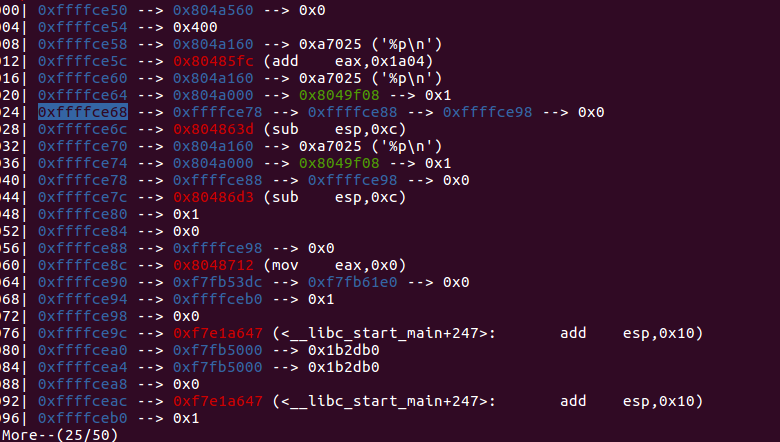 000| 0xffffce50 --> 0x804a560 --> 0x0
004| 0xffffce54 --> 0x400
008| 0xffffce58 --> 0x804a160 --> 0xa7025 ('%p\n')
012| 0xffffce5c --> 0x80485fc (add    eax,0x1a04)
016| 0xffffce60 --> 0x804a160 --> 0xa7025 ('%p\n')
020| 0xffffce64 --> 0x804a000 --> 0x8049f08 --> 0x1
024| 0xffffce68 --> 0xffffce78 --> 0xffffce88 --> 0xffffce98 --> 0x0
028| 0xffffce6c --> 0x804863d (sub    esp,0xc)
032| 0xffffce70 --> 0x804a160 --> 0xa7025 ('%p\n')
036| 0xffffce74 --> 0x804a000 --> 0x8049f08 --> 0x1
040| 0xffffce78 --> 0xffffce88 --> 0xffffce98 --> 0x0
044| 0xffffce7c --> 0x80486d3 (sub    esp,0xc)
048| 0xffffce80 --> 0x1
052| 0xffffce84 --> 0x0
056| 0xffffce88 --> 0xffffce98 --> 0x0
060| 0xffffce8c --> 0x8048712 (mov    eax,0x0)
064| 0xffffce90 --> 0xf7fb53dc --> 0xf7fb61e0 --> 0x0
068| 0xffffce94 --> 0xffffceb0 --> 0x1
072| 0xffffce98 --> 0x0
076| 0xffffce9c --> 0xf7e1a647 (<__libc_start_main+247>:       add    esp,0x10)
080| 0xffffcea0 --> 0xf7fb5000 --> 0x1b2db0
084| 0xffffcea4 --> 0xf7fb5000 --> 0x1b2db0
088| 0xffffcea8 --> 0x0
092| 0xffffceac --> 0xf7e1a647 (<__libc_start_main+247>:       add    esp,0x10)
096| 0xffffceb0 --> 0x1
More--(25/50)